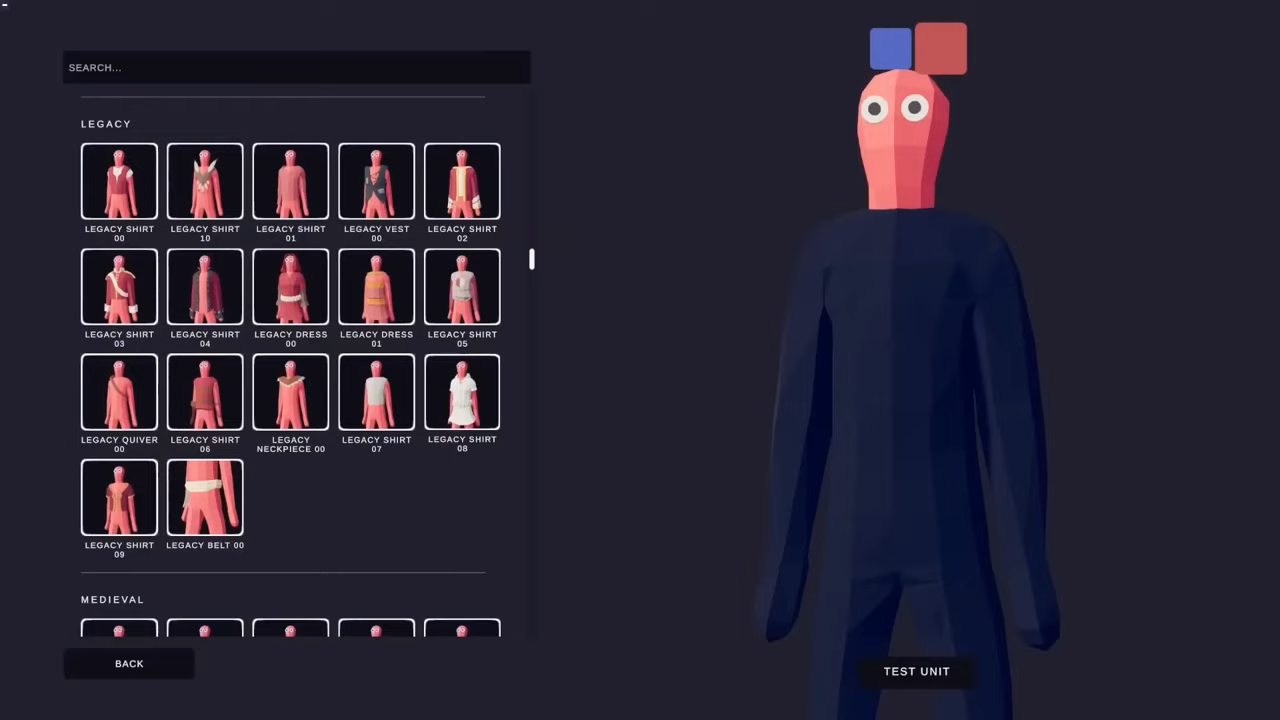 SEARCH...
LEGACY
LEGACY SHIRT
00
LEGACY SHIRT
10
LEGACY SHIRT
01
LEGACY VEST
00
LEGACY SHIRT
02
LEGACY SHIRT
03
LEGACY SHIRT
04
LEGACY DRESS
00
LEGACY DRESS
01
LEGACY SHIRT
05
LEGACY QUIVER
00
LEGACY SHIRT
06
LEGACY
NECKPIECE 00
LEGACY SHIRT
07
LEGACY SHIRT
08
LEGACY SHIRT
09
LEGACY BELT 00
MEDIEVAL
BACK
TEST UNIT